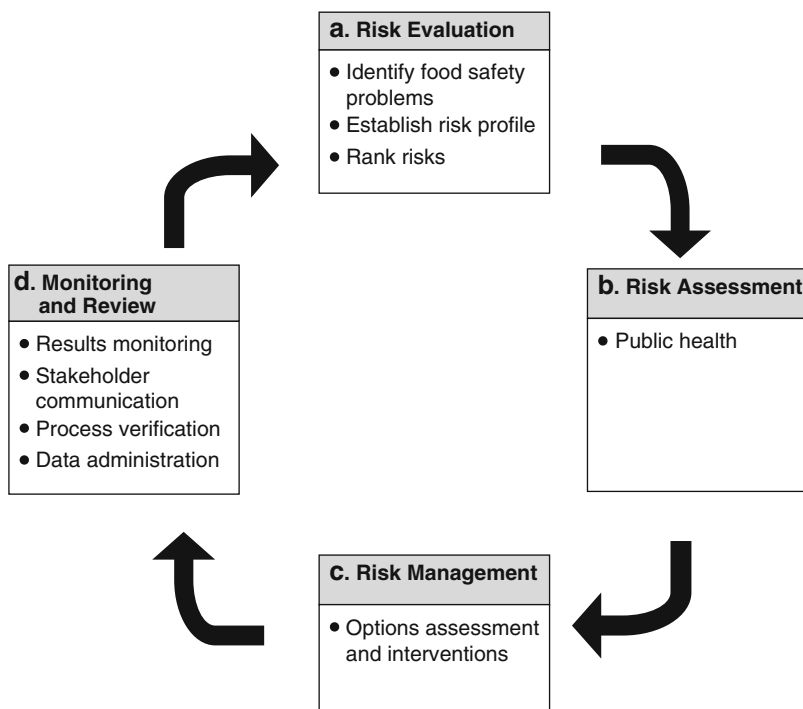 a. Risk Evaluation
● Identify food safety
problems
● Establish risk profile
● Rank risks
b. Risk Assessment
● Public health
c. Risk Management
● Options assessment
and interventions
d. Monitoring
and Review
● Results monitoring
● Stakeholder
communication
● Process verification
● Data administration